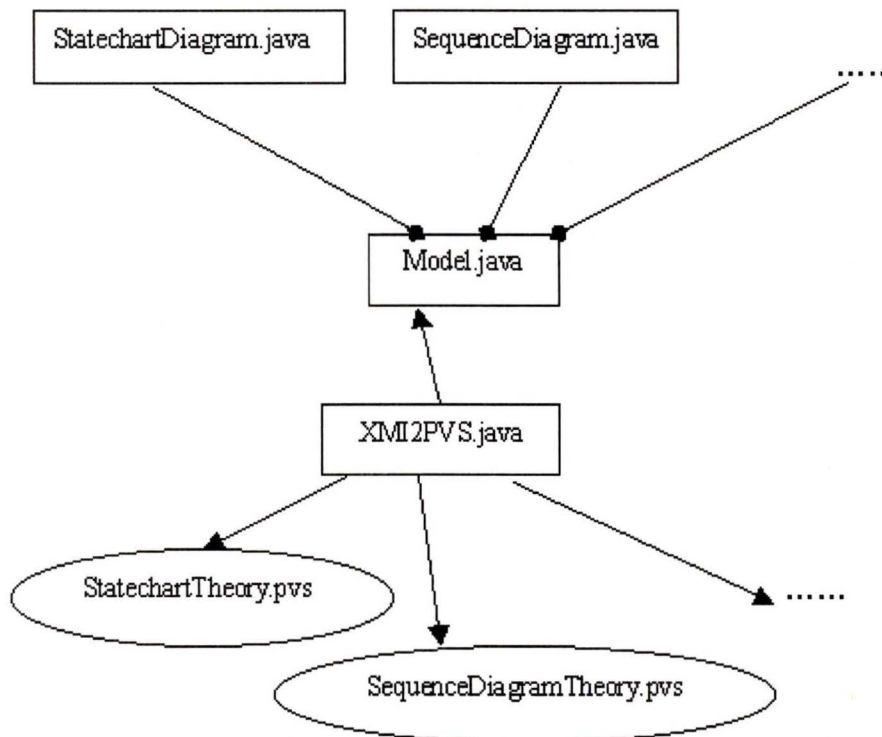 StatechartDiagram.java
SequenceDiagram.java
.....
Model.java
XMI2PVS.java
StatechartTheory.pvs
......
SequenceDiagramTheory.pvs